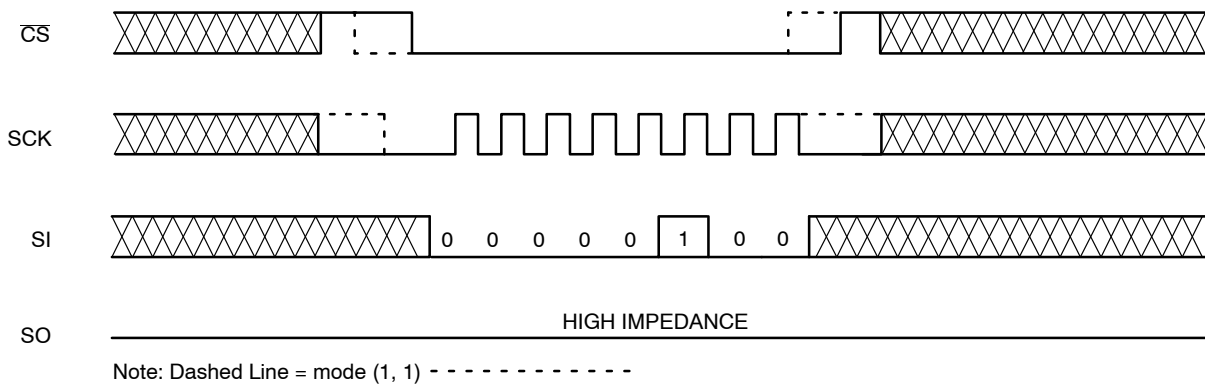 C̅S̅
SCK
SI
0 0 0 0 0 1 0 0
SO
HIGH IMPEDANCE
Note: Dashed Line = mode (1, 1)